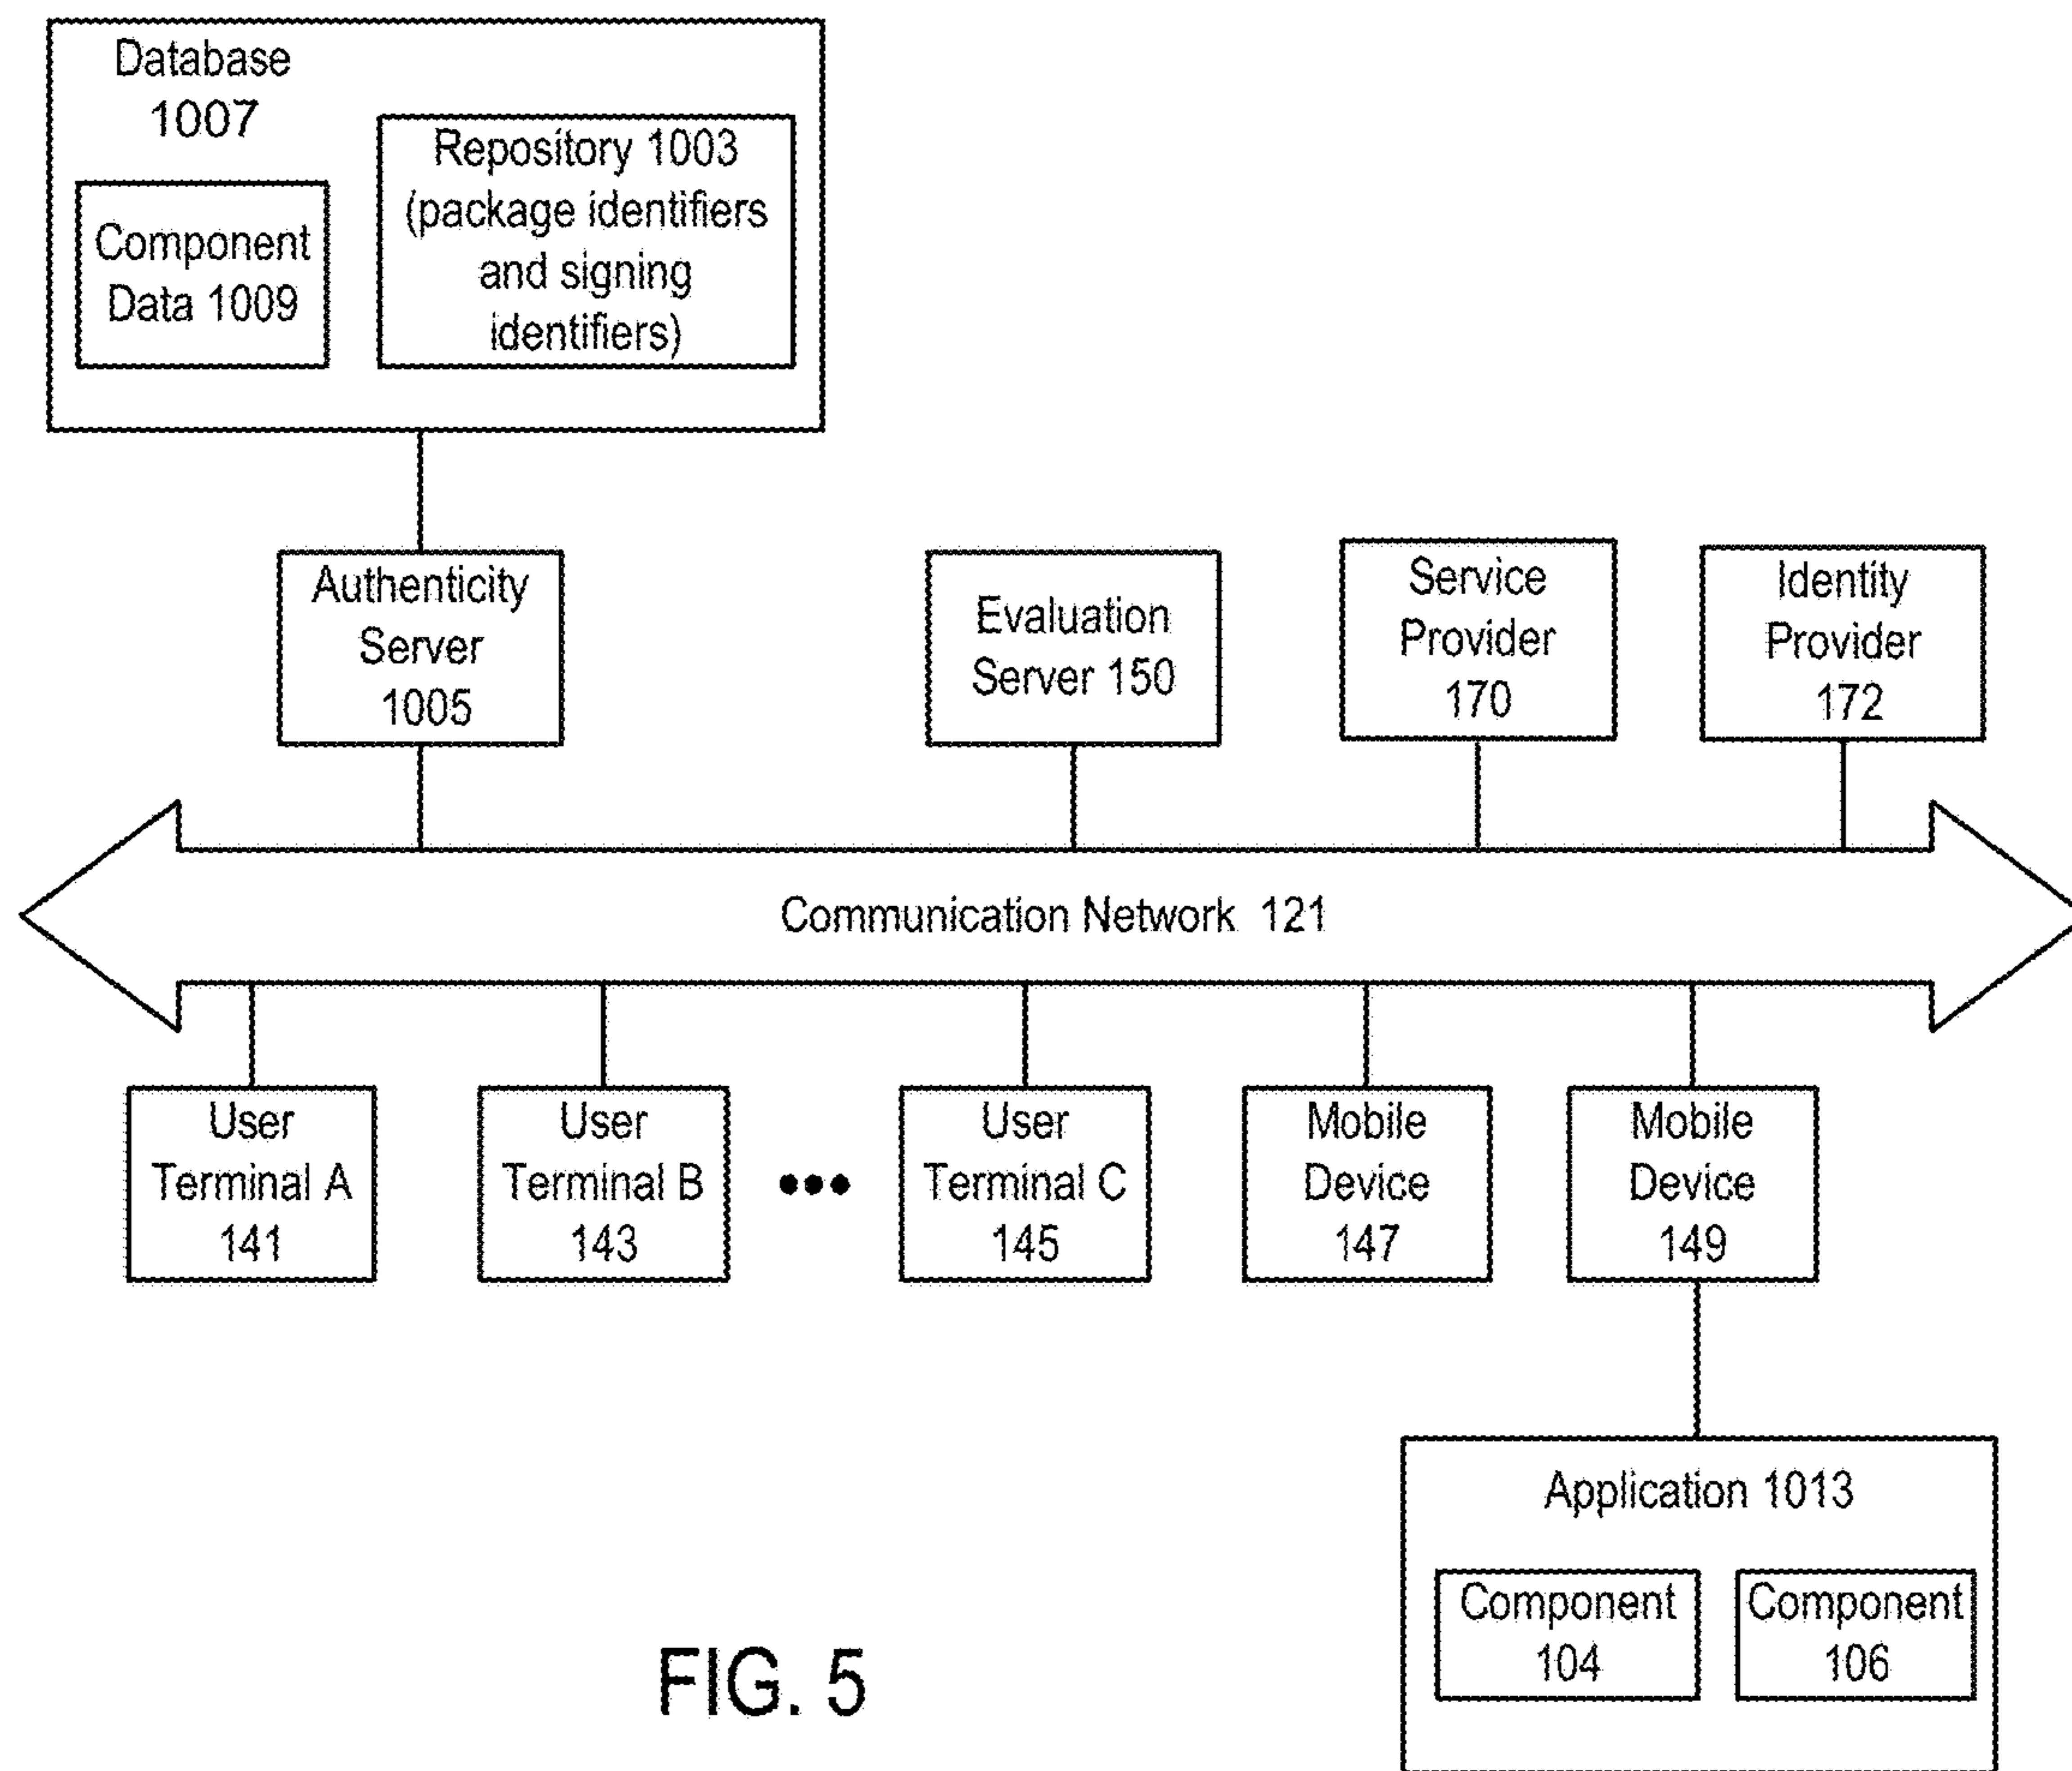 Database
1007
Component
Data 1009
Repository 1003
(package identifiers
and signing
identifiers)
Authenticity
Server
1005
Evaluation
Server 150
Service
Provider
170
Identity
Provider
172
Communication Network 121
User
Terminal A
141
User
Terminal B
143
•••
User
Terminal C
145
Mobile
Device
147
Mobile
Device
149
Application 1013
Component
104
Component
106
FIG. 5